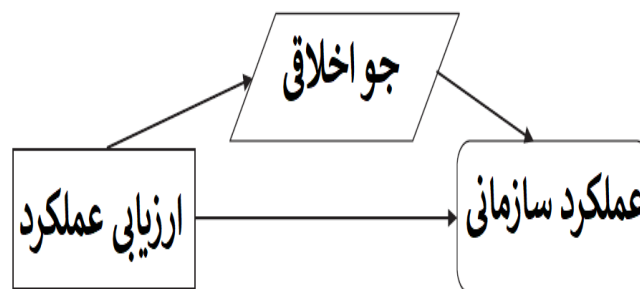 جو اخلاقی
عملکرد سازمانی
ارزیابی عملکرد